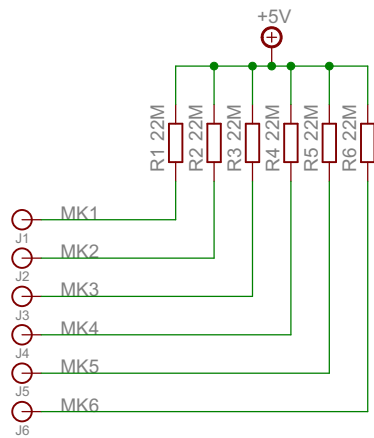 +5V
R1 22M
R2 22M
R3 22M
R4 22M
R5 22M
R6 22M
MK1
J1
MK2
J2
MK3
J3
MK4
J4
MK5
J5
MK6
J6